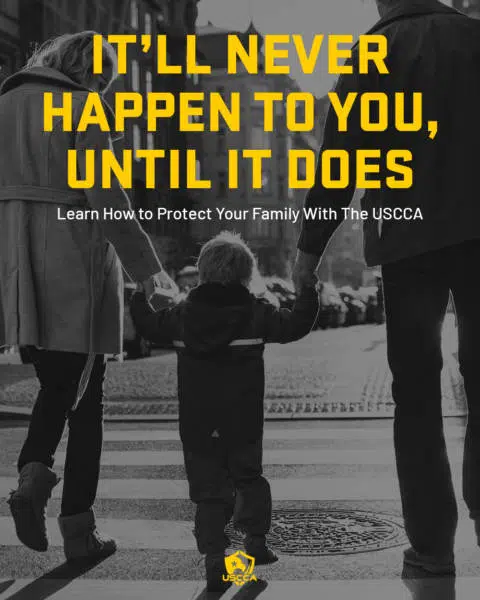 IT'LL NEVER
HAPPEN TO YOU,
UNTIL IT DOES
Learn How to Protect Your Family With The USCCA
USCCA